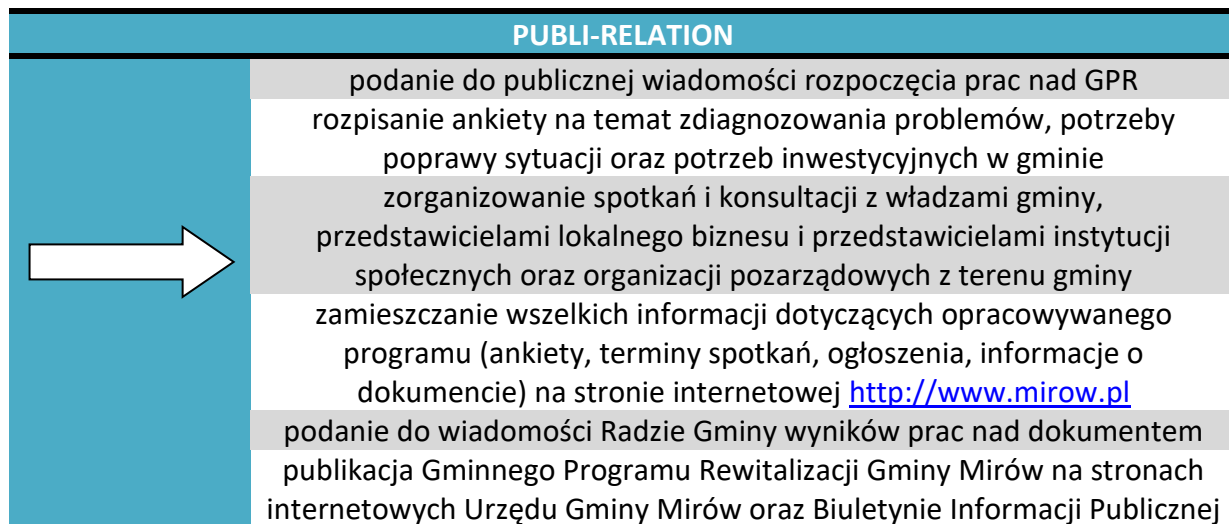 PUBLI-RELATION
podanie do publicznej wiadomości rozpoczęcia prac nad GPR
rozpisanie ankiety na temat zdiagnozowania problemów, potrzeby
poprawy sytuacji oraz potrzeb inwestycyjnych w gminie
zorganizowanie spotkań i konsultacji z władzami gminy,
przedstawicielami lokalnego biznesu i przedstawicielami instytucji
społecznych oraz organizacji pozarządowych z terenu gminy
zamieszczanie wszelkich informacji dotyczących opracowywanego
programu (ankiety, terminy spotkań, ogłoszenia, informacje o
dokumencie) na stronie internetowej http://www.mirow.pl
podanie do wiadomości Radzie Gminy wyników prac nad dokumentem
publikacja Gminnego Programu Rewitalizacji Gminy Mirów na stronach
internetowych Urzędu Gminy Mirów oraz Biuletynie Informacji Publicznej